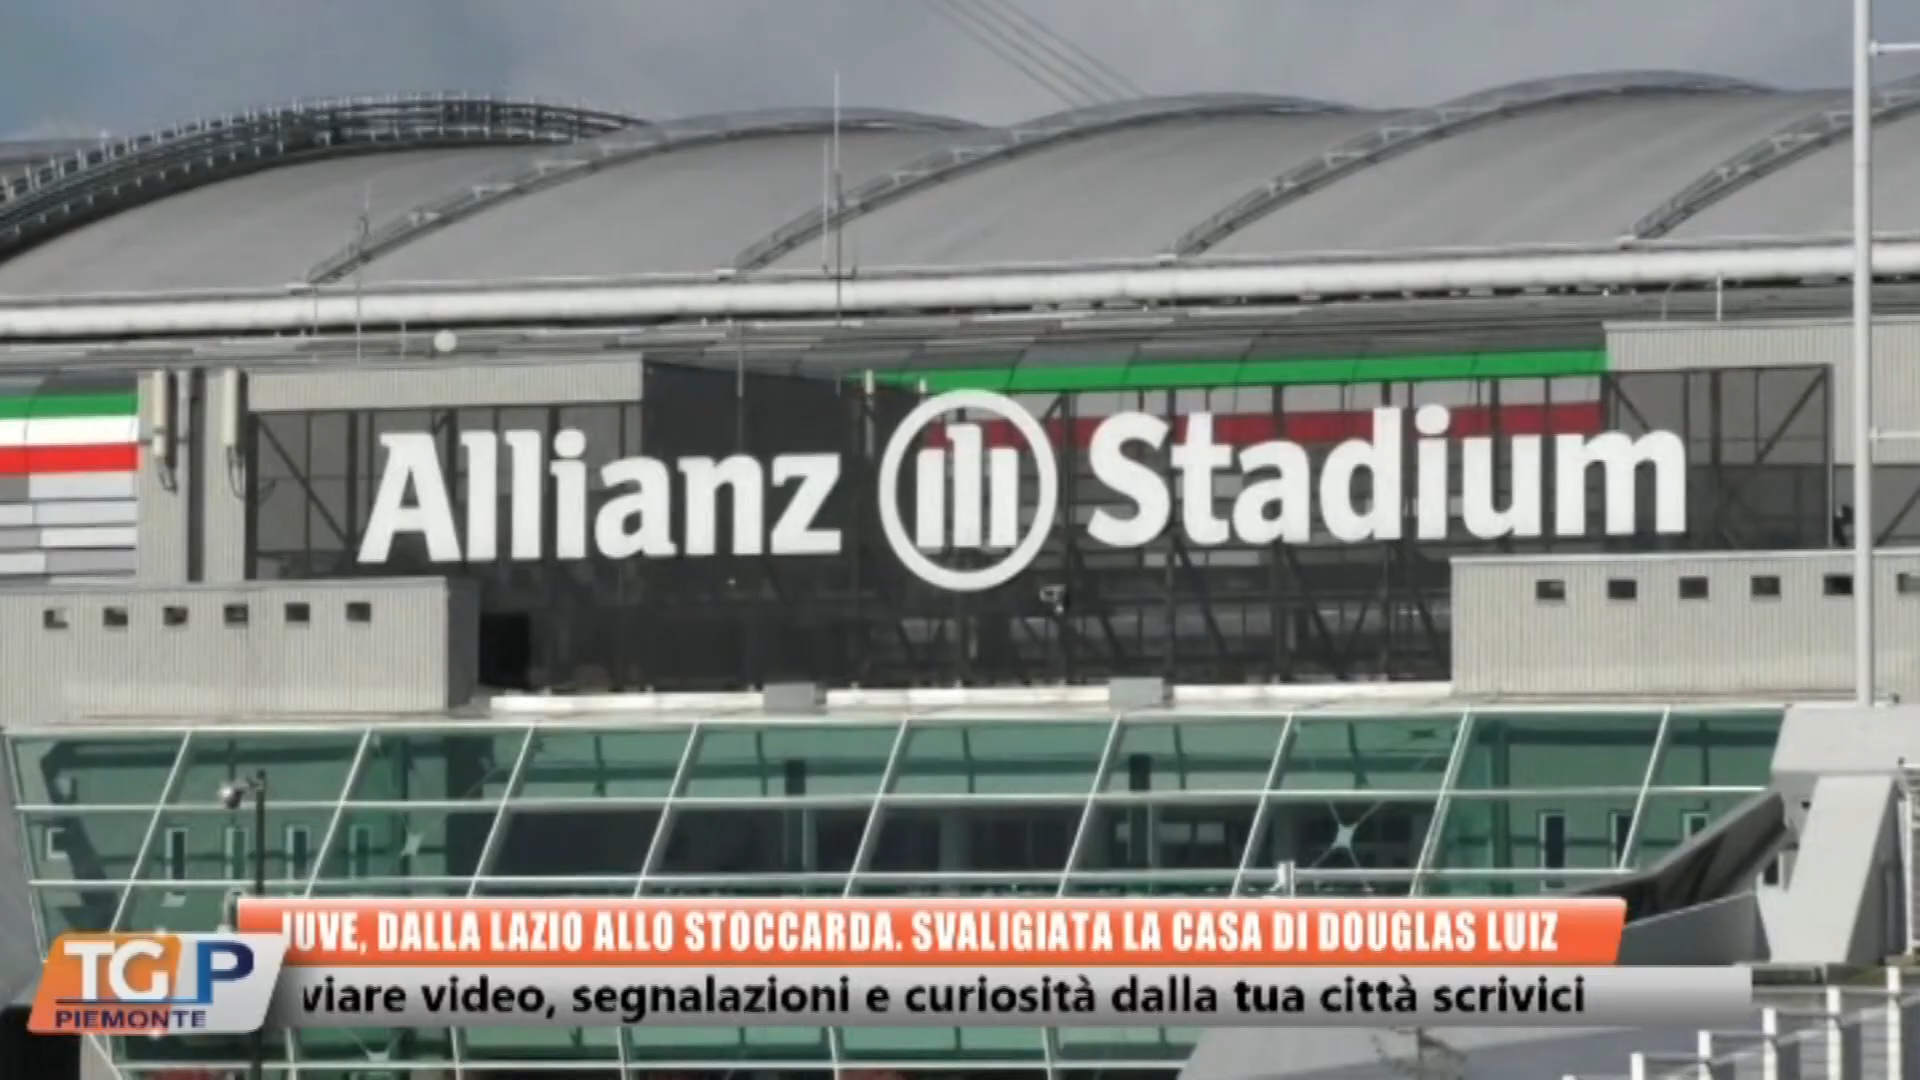 Allianz Stadium
JUVE, DALLA LAZIO ALLO STOCCARDA. SVALIGIATA LA CASA DI DOUGLAS LUIZ
TG P
PIEMONTE
viare video, segnalazioni e curiosità dalla tua città scrivici